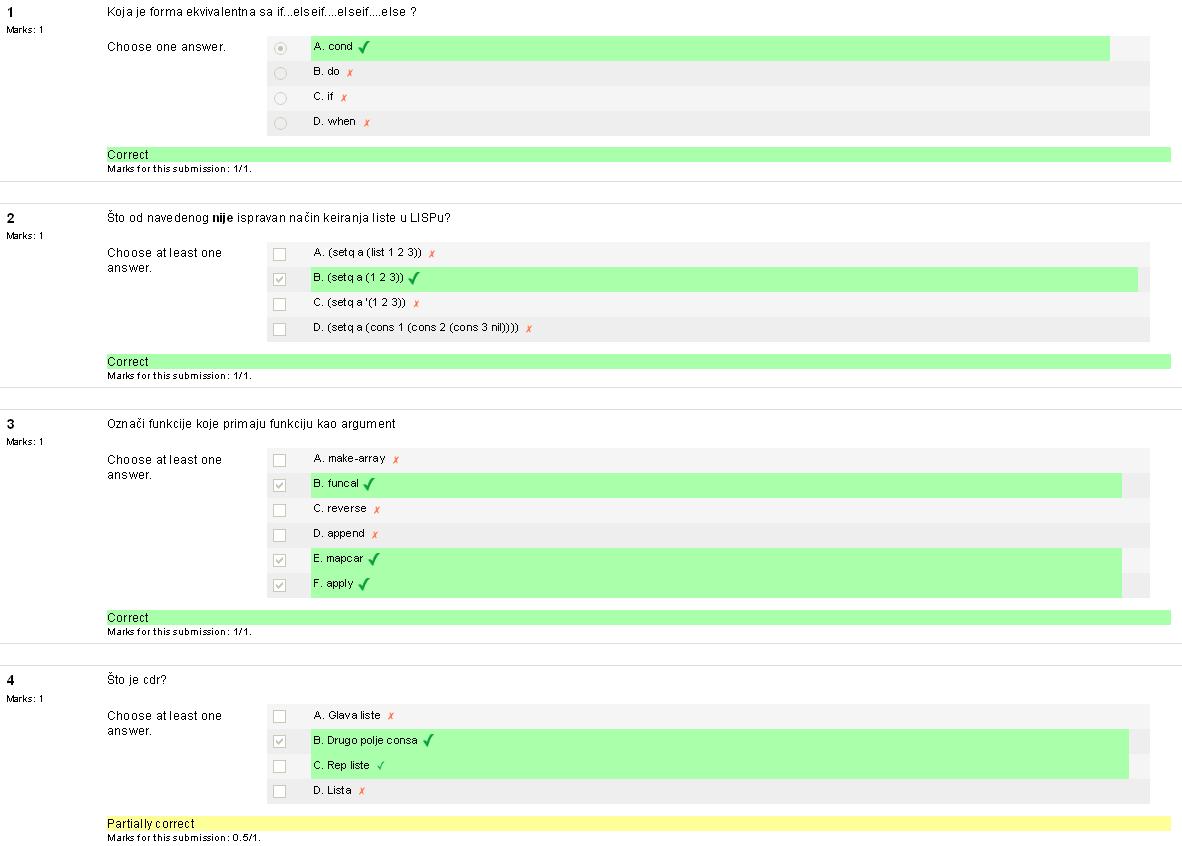 1
Marks: 1
Koja je forma ekvivalentna sa if...elseif....elseif....else ?
Choose one answer.
A. cond
B. do
C. if
D. when
Correct
Marks for this submission: 1/1.
2
Marks: 1
Što od navedenog nije ispravan način keiranja liste u LISPu?
Choose at least one
answer.
A. (setq a (list 1 2 3))
B. (setq a (1 2 3))
C. (setq a '(1 2 3))
D. (setq a (cons 1 (cons 2 (cons 3 nil))))
Correct
Marks for this submission: 1/1.
3
Marks: 1
Označi funkcije koje primaju funkciju kao argument
Choose at least one
answer.
A. make-array
B. funcal
C. reverse
D. append
E. mapcar
F. apply
Correct
Marks for this submission: 1/1.
4
Marks: 1
Što je cdr?
Choose at least one
answer.
A. Glava liste
B. Drugo polje consa
C. Rep liste
D. Lista
Partially correct
Marks for this submission: 0.5/1.